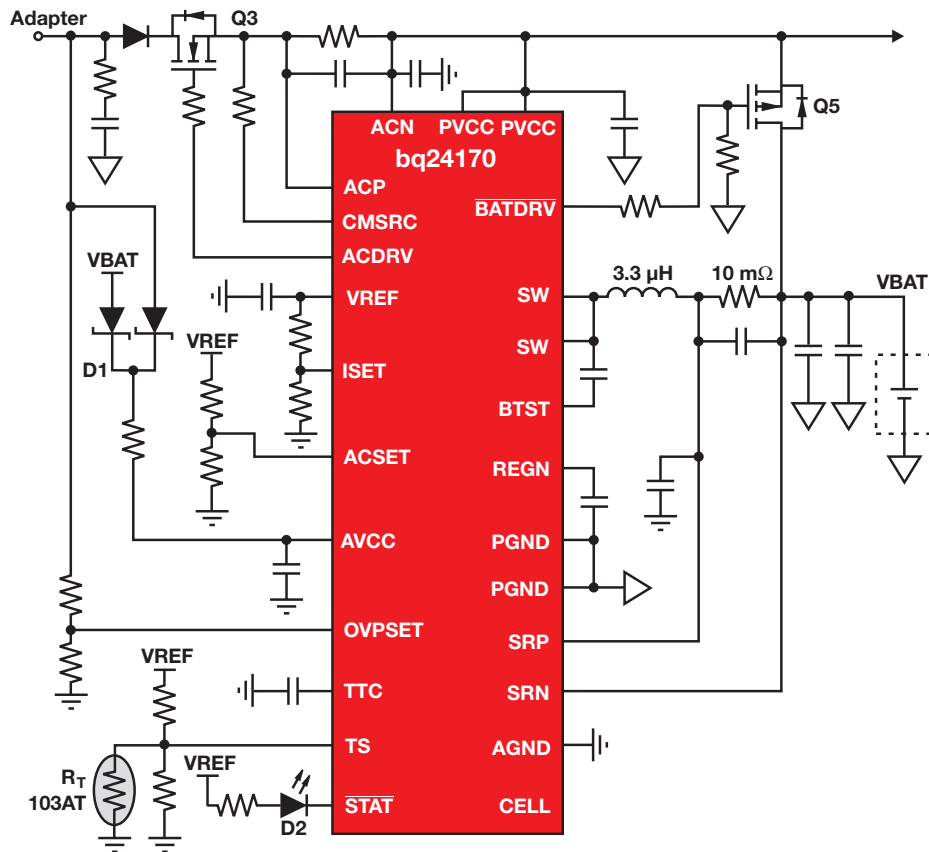 Adapter
Q3
ACN
PVCC
PVCC
bq24170
Q5
ACP
BATDRV
CMSRC
ACDRV
VBAT
3.3 µH
10 mΩ
VBAT
VREF
SW
VREF
SW
D1
ISET
BTST
ACSET
REGN
AVCC
PGND
PGND
OVPSET
SRP
VREF
TTC
SRN
TS
AGND
VREF
RT
103AT
STAT
CELL
D2